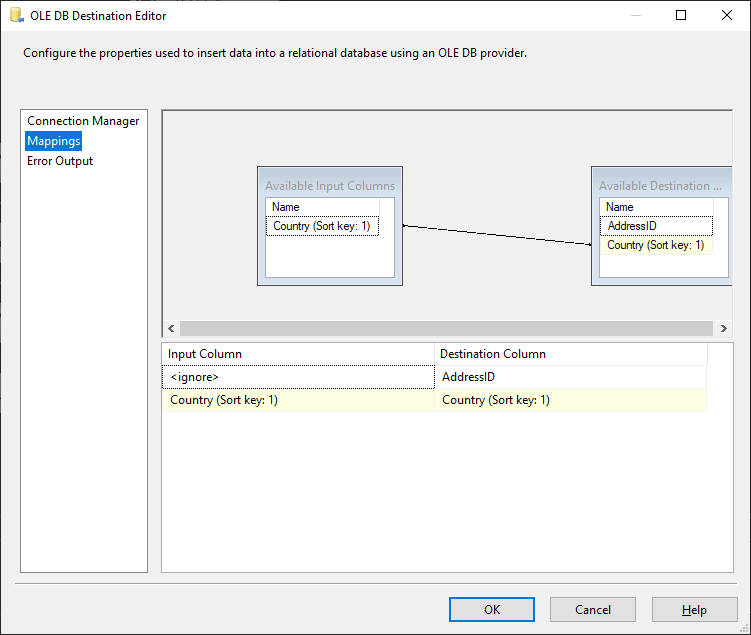 OLE DB Destination Editor
Configure the properties used to insert data into a relational database using an OLE DB provider.
Connection Manager
Mappings
Error Output
Available Input Columns
Name
Country (Sort key: 1)
Available Destination ...
Name
AddressID
Country (Sort key: 1)
Input Column Destination Column
<ignore> AddressID
Country (Sort key: 1) Country (Sort key: 1)
OK Cancel Help